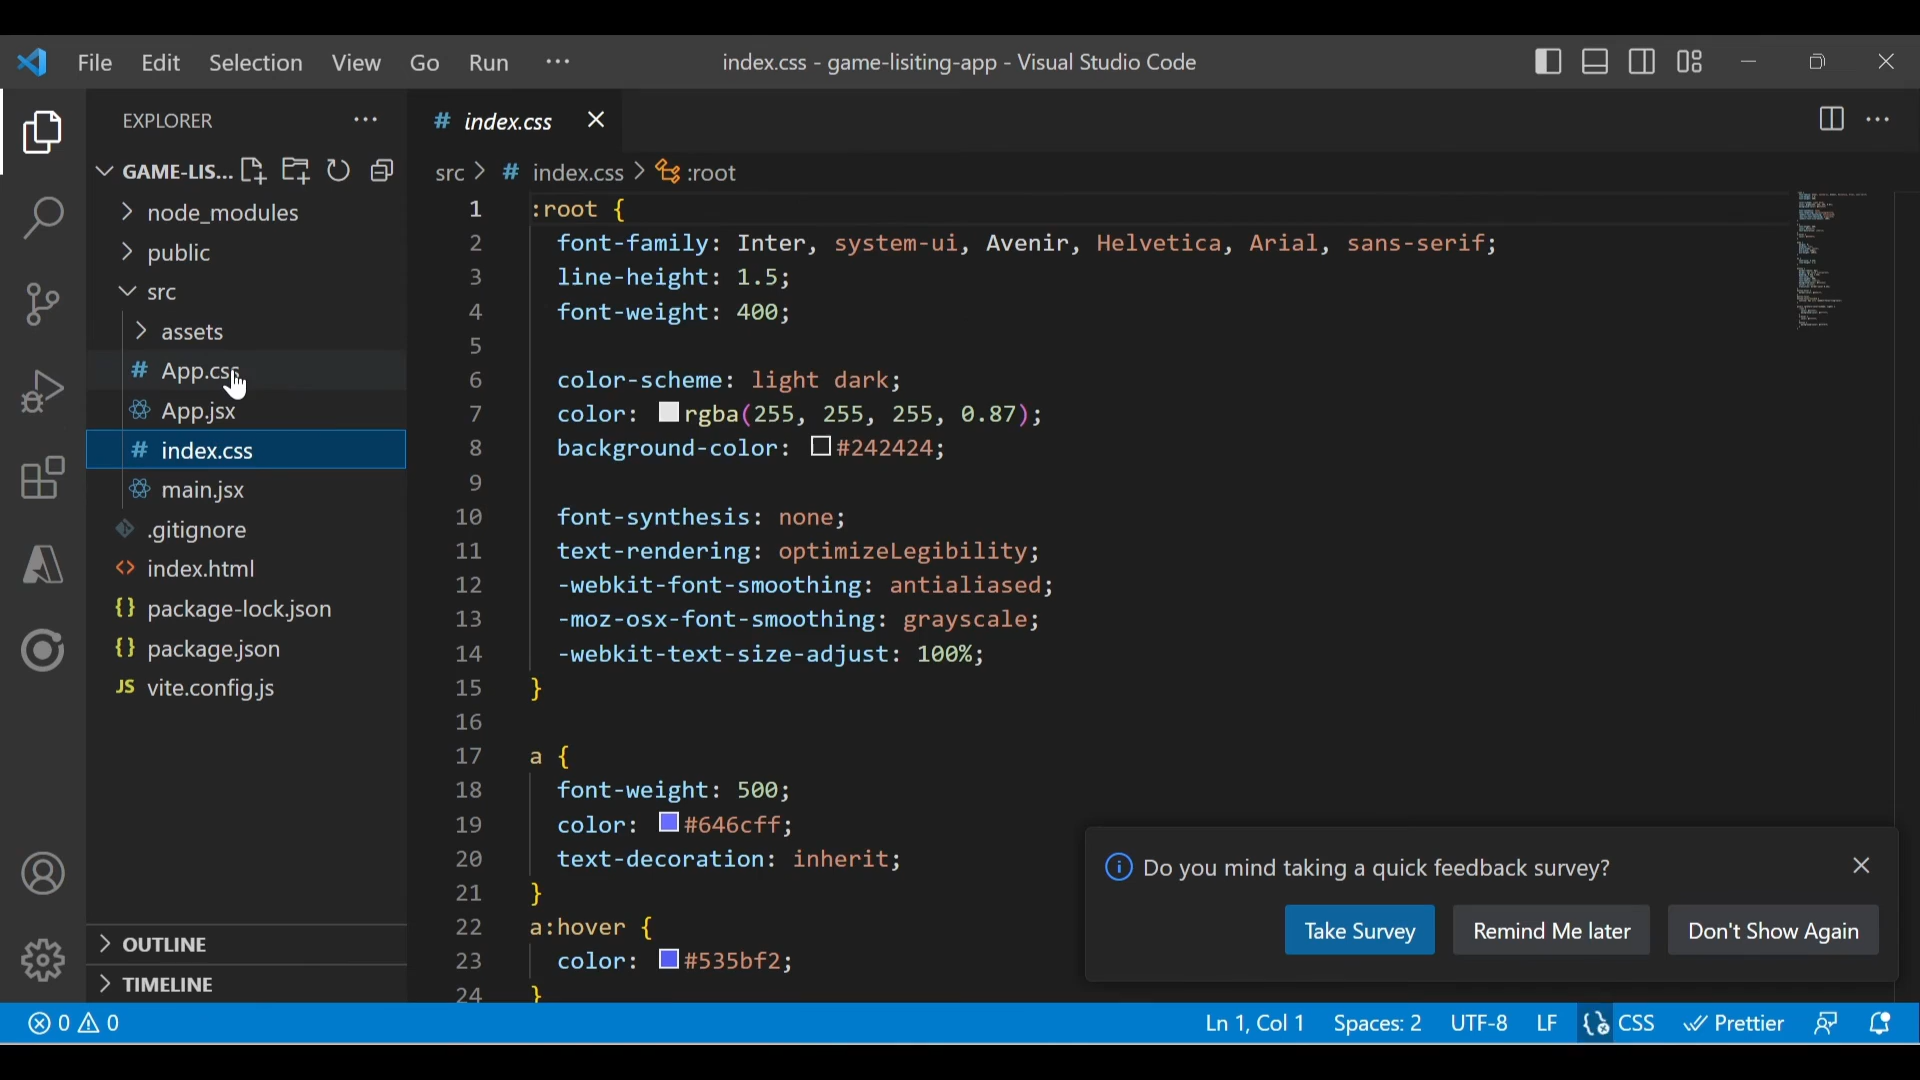 File Edit Selection View Go Run ··· index.css - game-lisiting-app - Visual Studio Code
EXPLORER ···
GAME-LIS...
node_modules
public
src
assets
# App.css
App.jsx
# index.css
main.jsx
.gitignore
<> index.html
{} package-lock.json
{} package.json
JS vite.config.js
OUTLINE
TIMELINE
# index.css
src > # index.css > :root
1 :root {
2 font-family: Inter, system-ui, Avenir, Helvetica, Arial, sans-serif;
3 line-height: 1.5;
4 font-weight: 400;
5
6 color-scheme: light dark;
7 color: rgba(255, 255, 255, 0.87);
8 background-color: #242424;
9
10 font-synthesis: none;
11 text-rendering: optimizeLegibility;
12 -webkit-font-smoothing: antialiased;
13 -moz-osx-font-smoothing: grayscale;
14 -webkit-text-size-adjust: 100%;
15 }
16
17 a {
18 font-weight: 500;
19 color: #646cff;
20 text-decoration: inherit;
21 }
22 a:hover {
23 color: #535bf2;
24 }
Do you mind taking a quick feedback survey?
Take Survey Remind Me later Don't Show Again
0 0 Ln 1, Col 1 Spaces: 2 UTF-8 LF CSS Prettier